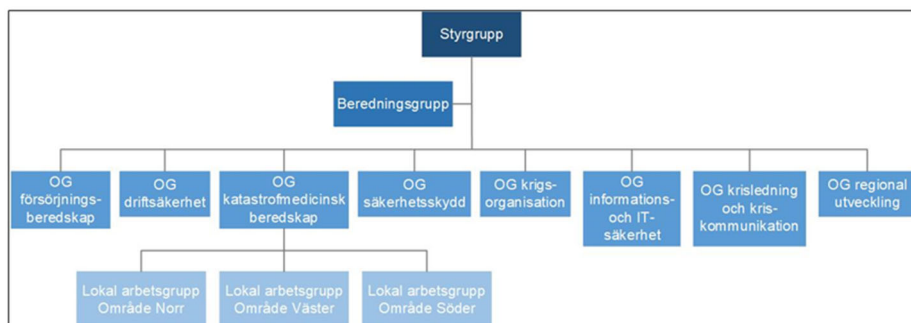 Styrgrupp
Beredningsgrupp
OG
försörjnings-
beredskap
OG
driftsäkerhet
OG
katastrofmedicinsk
beredskap
OG
säkerhetsskydd
OG krigs-
organisation
OG
informations-
och IT-
säkerhet
OG krisledning
och kris-
kommunikation
OG regional
utveckling
Lokal arbetsgrupp
Område Norr
Lokal arbetsgrupp
Område Väster
Lokal arbetsgrupp
Område Söder